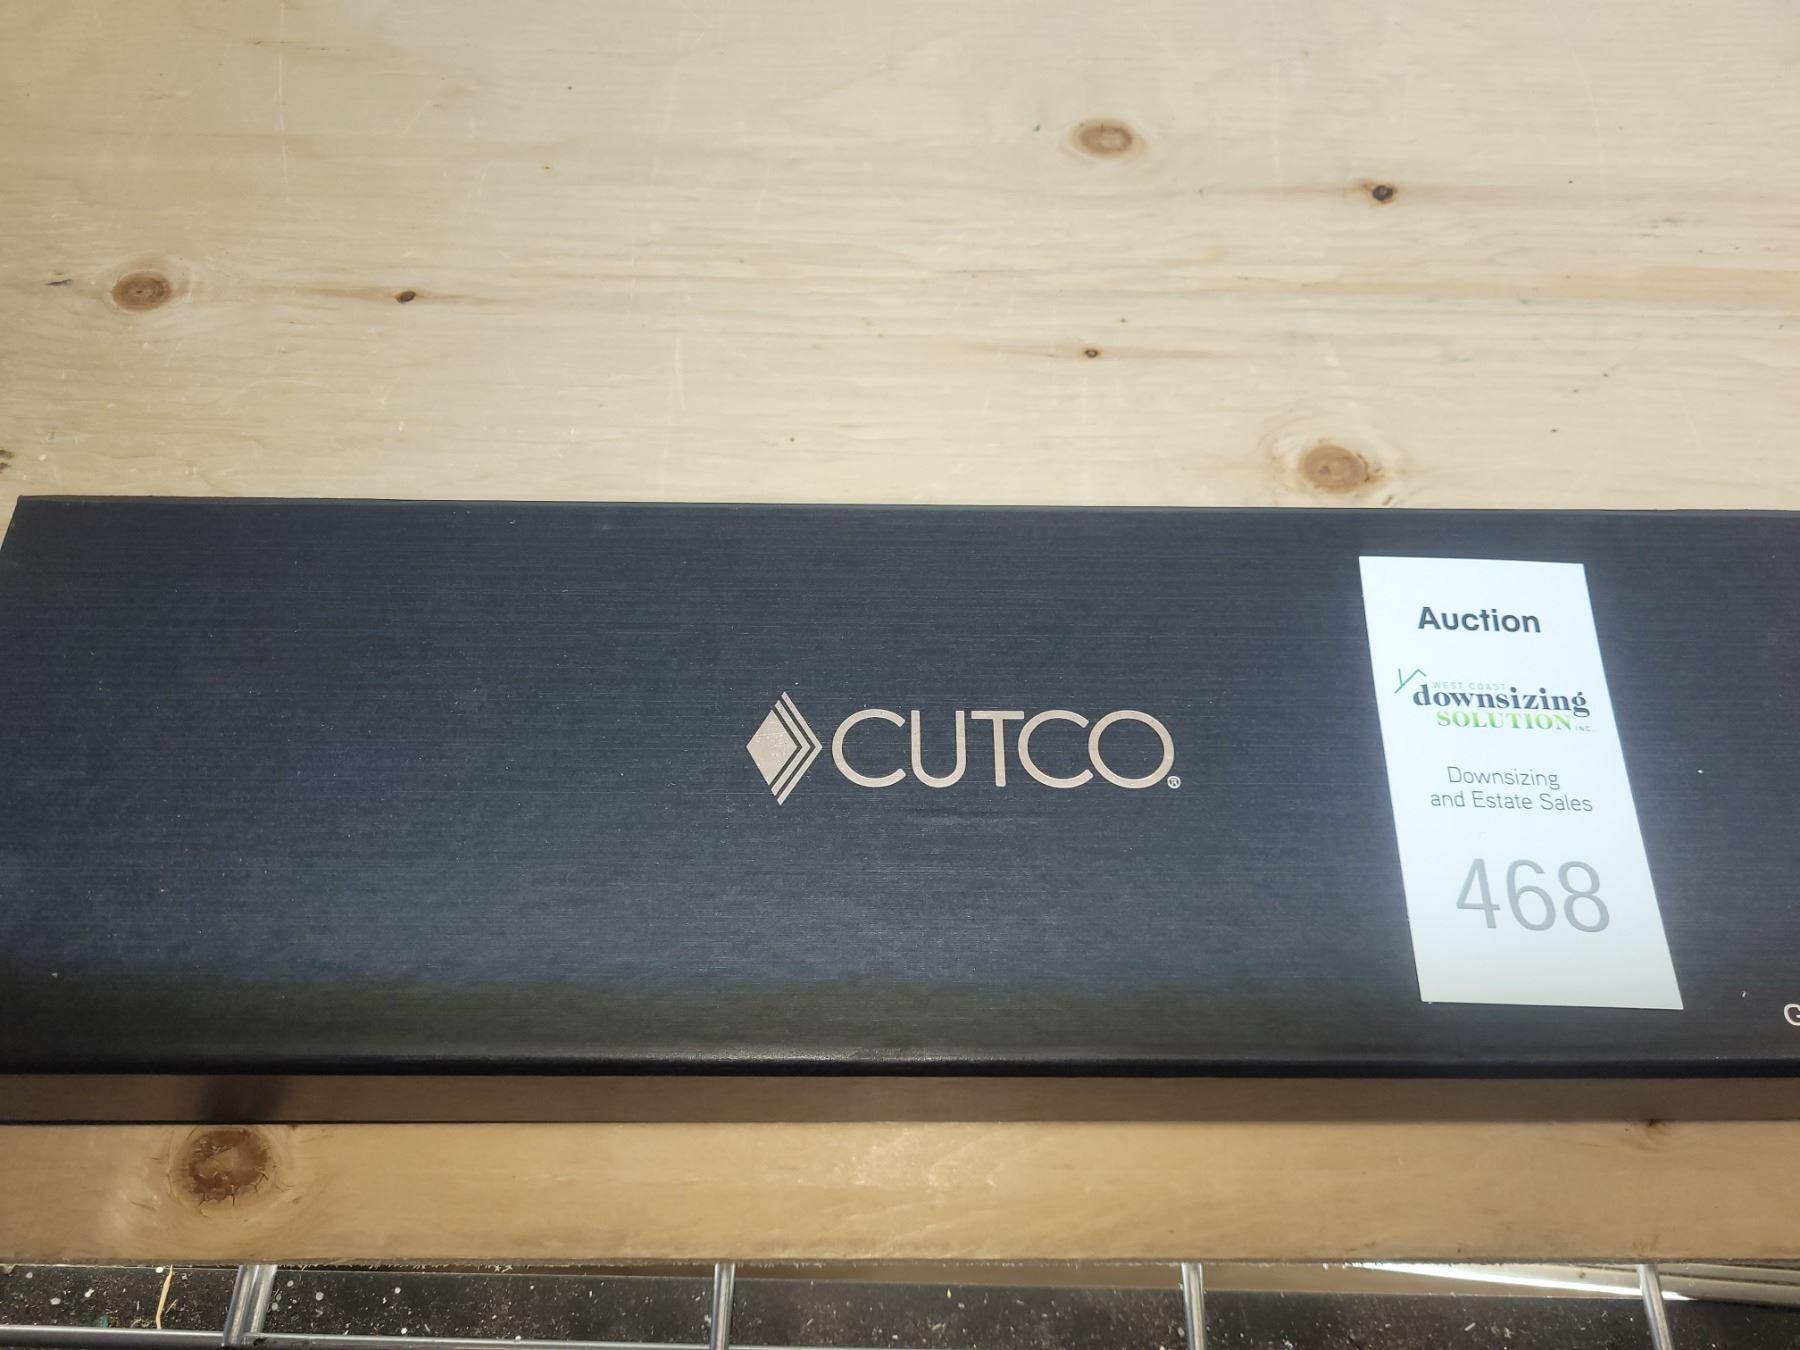 CUTCO®
Auction
WEST COAST
downsizing
SOLUTION INC.
Downsizing
and Estate Sales
468
G